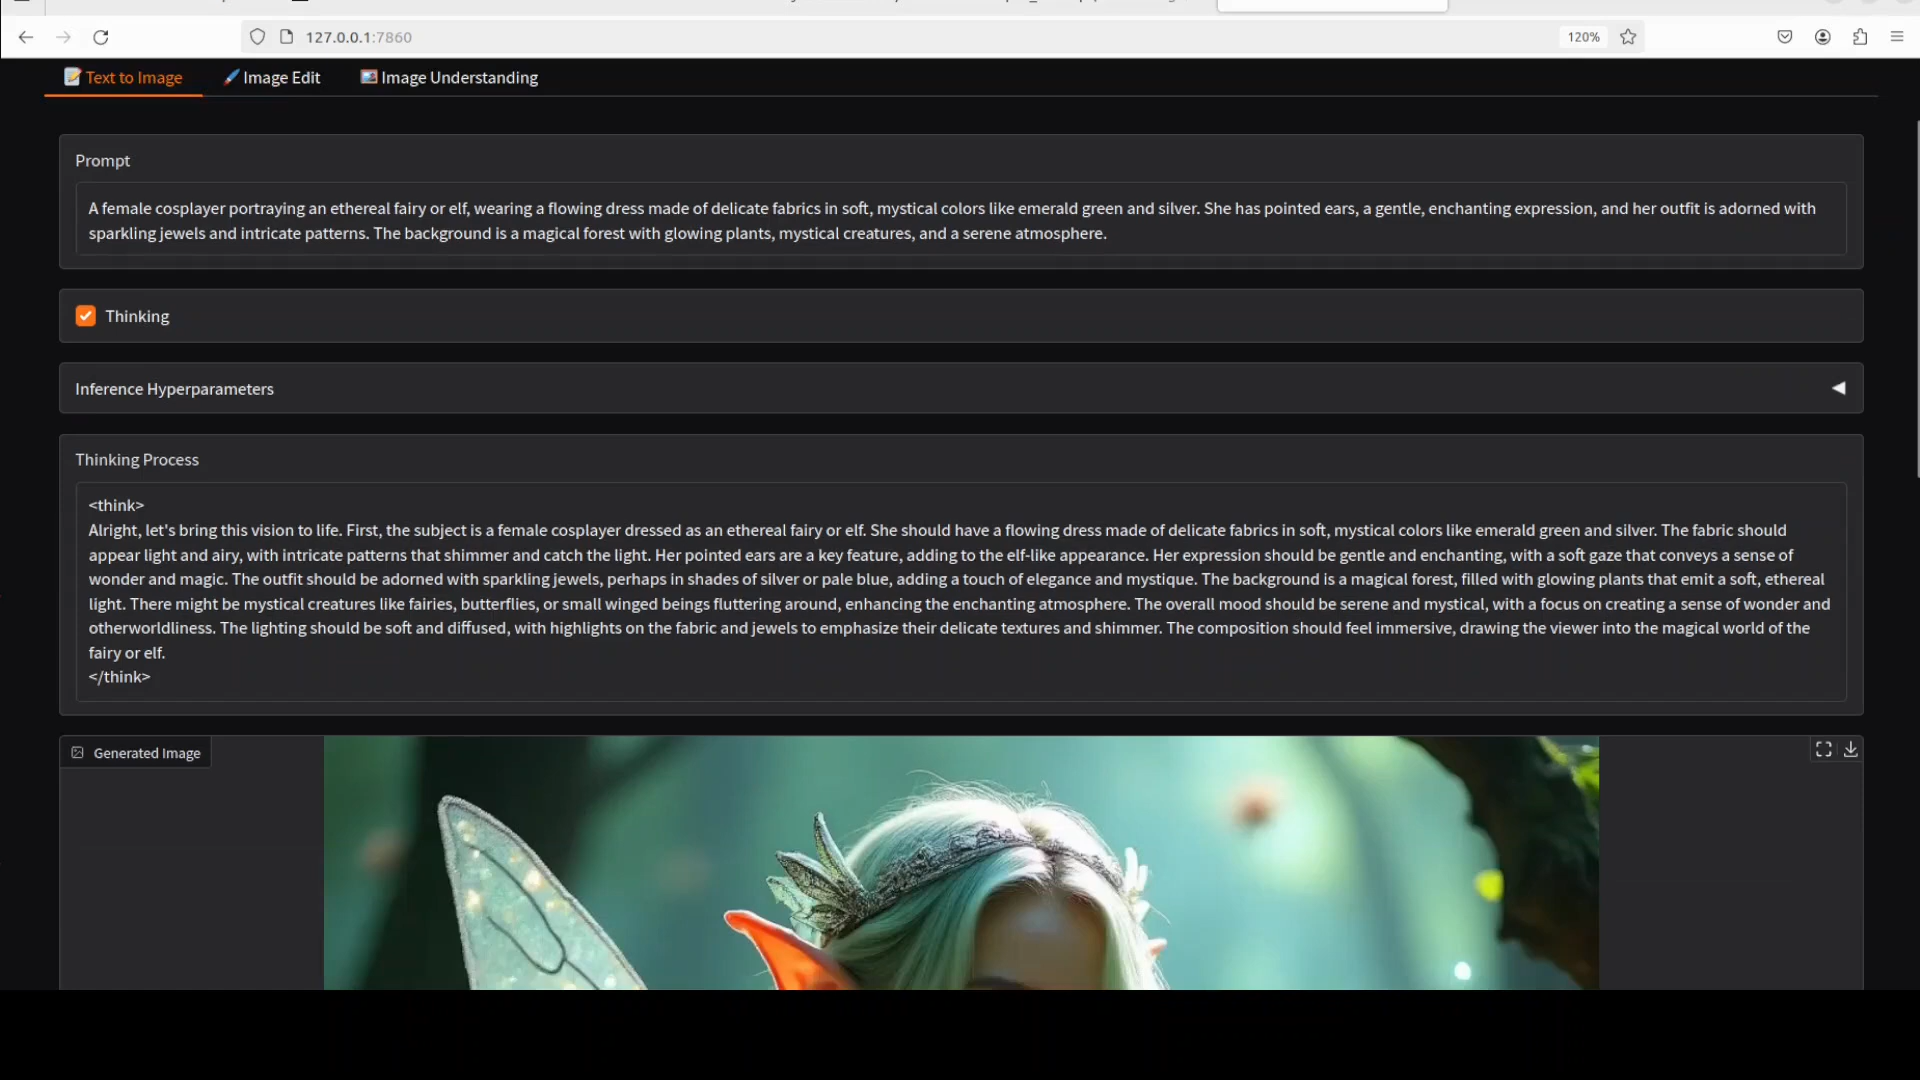 127.0.0.1:7860
120%
Text to Image
Image Edit
Image Understanding
Prompt
A female cosplayer portraying an ethereal fairy or elf, wearing a flowing dress made of delicate fabrics in soft, mystical colors like emerald green and silver. She has pointed ears, a gentle, enchanting expression, and her outfit is adorned with
sparkling jewels and intricate patterns. The background is a magical forest with glowing plants, mystical creatures, and a serene atmosphere.
Thinking
Inference Hyperparameters
Thinking Process
<think>
Alright, let's bring this vision to life. First, the subject is a female cosplayer dressed as an ethereal fairy or elf. She should have a flowing dress made of delicate fabrics in soft, mystical colors like emerald green and silver. The fabric should
appear light and airy, with intricate patterns that shimmer and catch the light. Her pointed ears are a key feature, adding to the elf-like appearance. Her expression should be gentle and enchanting, with a soft gaze that conveys a sense of
wonder and magic. The outfit should be adorned with sparkling jewels, perhaps in shades of silver or pale blue, adding a touch of elegance and mystique. The background is a magical forest, filled with glowing plants that emit a soft, ethereal
light. There might be mystical creatures like fairies, butterflies, or small winged beings fluttering around, enhancing the enchanting atmosphere. The overall mood should be serene and mystical, with a focus on creating a sense of wonder and
otherworldliness. The lighting should be soft and diffused, with highlights on the fabric and jewels to emphasize their delicate textures and shimmer. The composition should feel immersive, drawing the viewer into the magical world of the
fairy or elf.
</think>
Generated Image